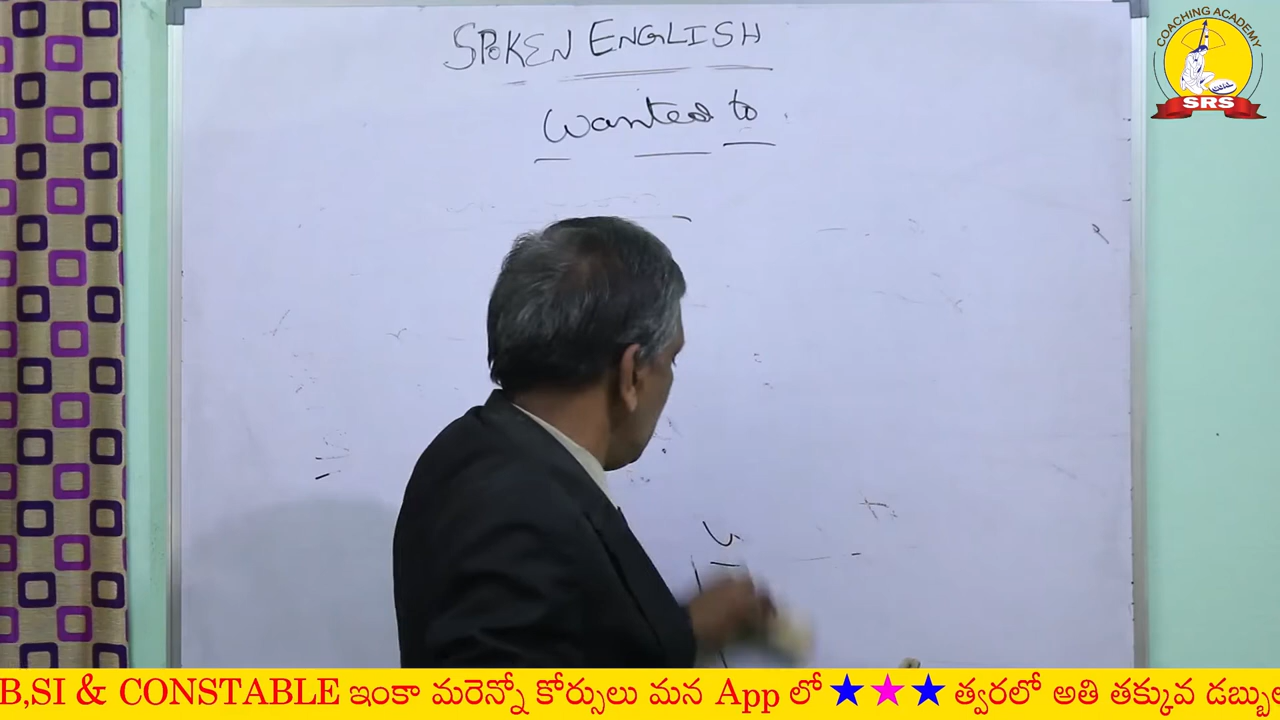 SPOKEN ENGLISH
wanted to
COACHING ACADEMY
SRS
B,SI & CONSTABLE ఇంకా మరెన్నో కోర్సులు మన App లో ★★★ త్వరలో అతి తక్కువ డబ్బుల